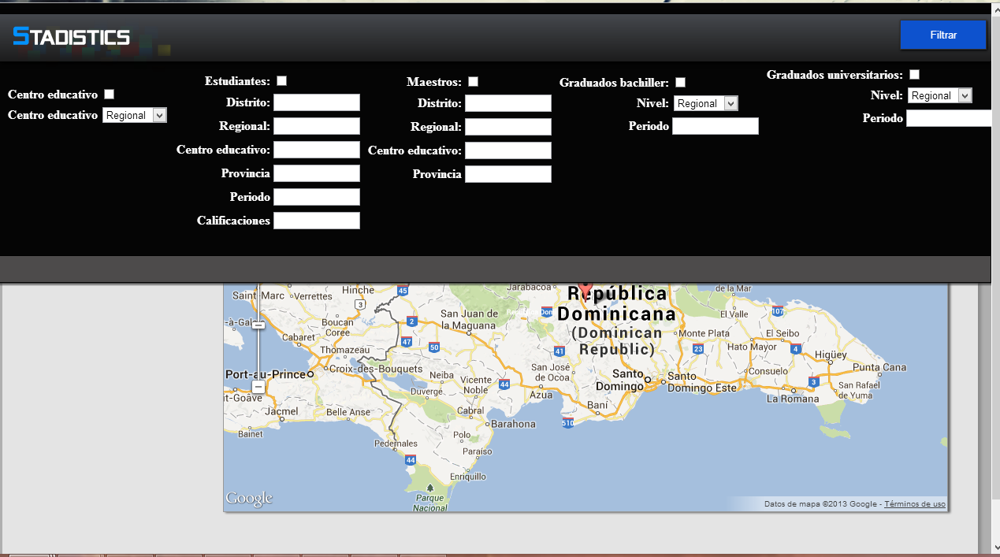 STADISTICS
Filtrar
Centro educativo
Centro educativo Regional
Estudiantes:
Distrito:
Regional:
Centro educativo:
Provincia
Periodo
Calificaciones
Maestros:
Distrito:
Regional:
Centro educativo:
Provincia
Graduados bachiller:
Nivel: Regional
Periodo
Graduados universitarios:
Nivel: Regional
Periodo
Saint-Marc
Verrettes
Hinche
3
45
Jarabacoa
República
Dominicana
(Dominican
Republic)
de la Mar
107
El Valle
Boucan
Coree
2
San Juan de
la Maguana
Cabaret
Thomazeau
47
50
41
Monte Plata
El Seibo
23
Hato Mayor
4
Higüey
Port-au-Prince
Croix-des-Bouquets
Neiba
Vicente
Noble
44
San José
de Ocoa
Santo
Domingo
Santo
Domingo Este
Consuelo
Punta Cana
3
San Rafael
de Yuma
La Romana
it-Goâve
Duvergé
Azua
Baní
Jacmel
Belle Anse
Cabral
Barahona
510
Bainet
Pedernales
Polo
Paraíso
44
Enriquillo
Parque
Nacional
Google
Datos de mapa ©2013 Google - Términos de uso